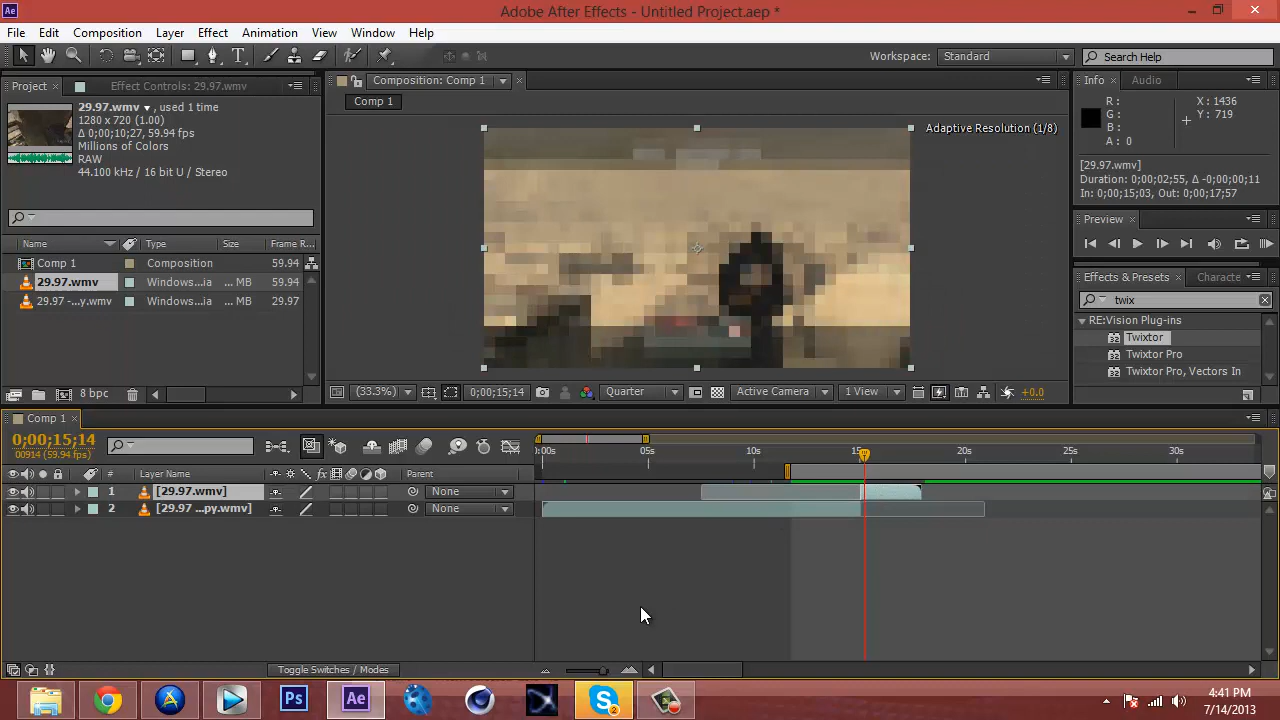 Ae
Adobe After Effects - Untitled Project.aep *
File Edit Composition Layer Effect Animation View Window Help
Workspace: Standard
Search Help
Project
Effect Controls: 29.97.wmv
29.97.wmv , used 1 time
1280 x 720 (1.00)
Δ 0;00;10;27, 59.94 fps
Millions of Colors
RAW
44.100 kHz / 16 bit U / Stereo
Name Type Size Frame R...
Comp 1 Composition 59.94
29.97.wmv Windows...ia ... MB 59.94
29.97 -...y.wmv Windows...ia ... MB 29.97
8 bpc
Composition: Comp 1
Comp 1
Adaptive Resolution (1/8)
(33.3%) 0;00;15;14 Quarter Active Camera 1 View +0.0
Info Audio
R : X : 1436
G : Y : 719
B :
A : 0
[29.97.wmv]
Duration: 0;00;02;55, Δ -0;00;00;11
In: 0;00;15;03, Out: 0;00;17;57
Preview
Effects & Presets Characte
twix
RE:Vision Plug-ins
Twixtor
Twixtor Pro
Twixtor Pro, Vectors In
Comp 1
0;00;15;14
00914 (59.94 fps)
# Layer Name fx Parent
1 [29.97.wmv] None
2 [29.97 ...py.wmv] None
0:00s 05s 10s 15s 20s 25s 30s
Toggle Switches / Modes
Ps
Ae
2
4:41 PM
7/14/2013